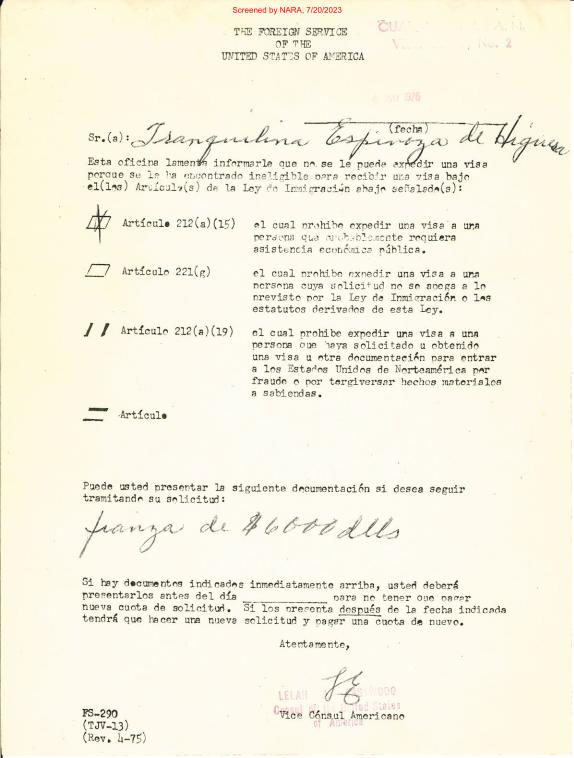 Screened by NARA, 7/20/2023
THE FOREIGN SERVICE
OF THE
UNITED STATES OF AMERICA
No. 2
1976
(fecha)
Sr.(a): Tranquilina Espinoza de Higuera
Esta oficina lamenta informarle que no se le puede expedir una visa
porque se le ha encontrado ineligible para recibir una visa bajo
el(los) Artículo(s) de la Ley de Inmigración abajo señalada(s):
Artículo 212(a)(15) el cual prohibe expedir una visa a una
persona que probablemente requiera
asistencia económica pública.
Artículo 221(g) el cual prohibe expedir una visa a una
persona cuya solicitud no se apega a lo
previsto por la Ley de Inmigración o los
estatutos derivados de esta Ley.
Artículo 212(a)(19) el cual prohibe expedir una visa a una
persona que haya solicitado u obtenido
una visa u otra documentación para entrar
a los Estados Unidos de Norteamérica por
fraude o por tergiversar hechos materiales
a sabiendas.
Artículo
Puede usted presentar la siguiente documentación si desea seguir
tramitando su solicitud:
fianza de $6000 dlls
Si hay documentos indicados inmediatamente arriba, usted deberá
presentarlos antes del día ____________ para no tener que pagar
nueva cuota de solicitud. Si los presenta después de la fecha indicada
tendrá que hacer una nueva solicitud y pagar una cuota de nuevo.
Atentamente,
LELAH
Consul of the United States
of America
Vice Cónsul Americano
FS-290
(TJV-13)
(Rev. 4-75)